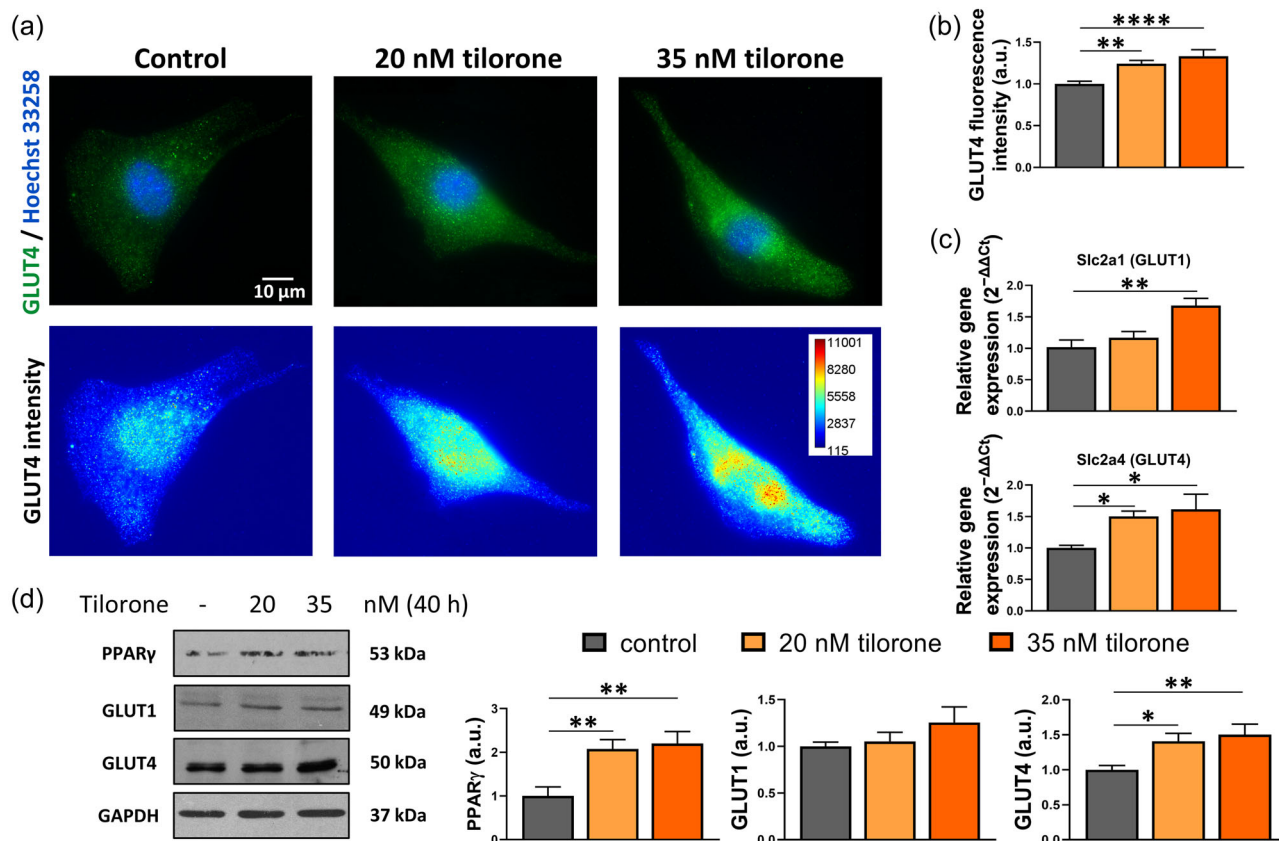 (a)
Control
20 nM tilorone
35 nM tilorone
GLUT4 / Hoechst 33258
10 µm
GLUT4 intensity
11001
8280
5558
2837
115
(b)
GLUT4 fluorescence
intensity (a.u.)
1.5
1.0
0.5
0.0
**
****
(c)
Slc2a1 (GLUT1)
Relative gene
expression (2^−ΔΔCt)
2.0
1.5
1.0
0.5
0.0
**
Slc2a4 (GLUT4)
Relative gene
expression (2^−ΔΔCt)
2.0
1.5
1.0
0.5
0.0
*
*
(d)
Tilorone - 20 35 nM (40 h)
PPARγ 53 kDa
GLUT1 49 kDa
GLUT4 50 kDa
GAPDH 37 kDa
control 20 nM tilorone 35 nM tilorone
PPARγ (a.u.)
3
2
1
0
**
**
GLUT1 (a.u.)
1.5
1.0
0.5
0.0
GLUT4 (a.u.)
2.0
1.5
1.0
0.5
0.0
**
*